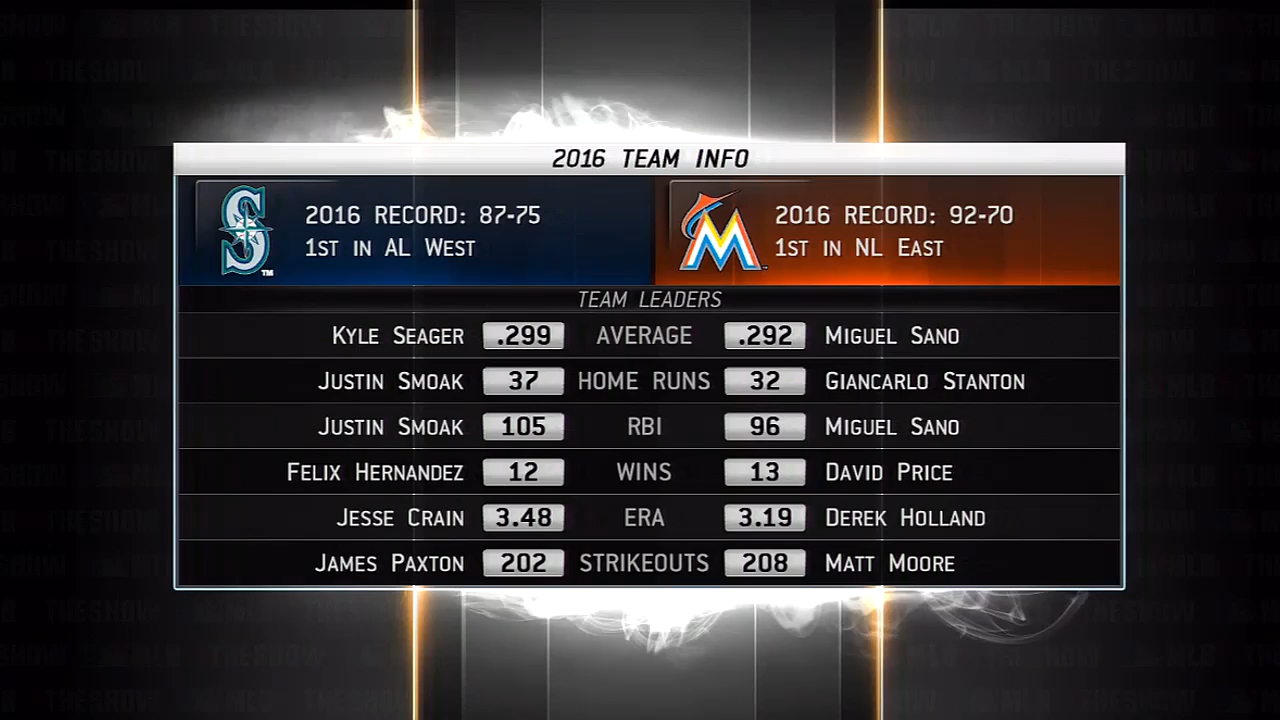 2016 TEAM INFO
2016 RECORD: 87-75
1ST IN AL WEST
TM
2016 RECORD: 92-70
1ST IN NL EAST
TEAM LEADERS
KYLE SEAGER .299 AVERAGE .292 MIGUEL SANO
JUSTIN SMOAK 37 HOME RUNS 32 GIANCARLO STANTON
JUSTIN SMOAK 105 RBI 96 MIGUEL SANO
FELIX HERNANDEZ 12 WINS 13 DAVID PRICE
JESSE CRAIN 3.48 ERA 3.19 DEREK HOLLAND
JAMES PAXTON 202 STRIKEOUTS 208 MATT MOORE